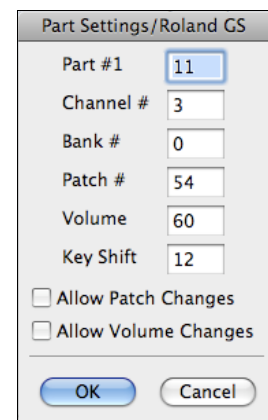 Part Settings/Roland GS
Part #1 11
Channel # 3
Bank # 0
Patch # 54
Volume 60
Key Shift 12
Allow Patch Changes
Allow Volume Changes
OK Cancel